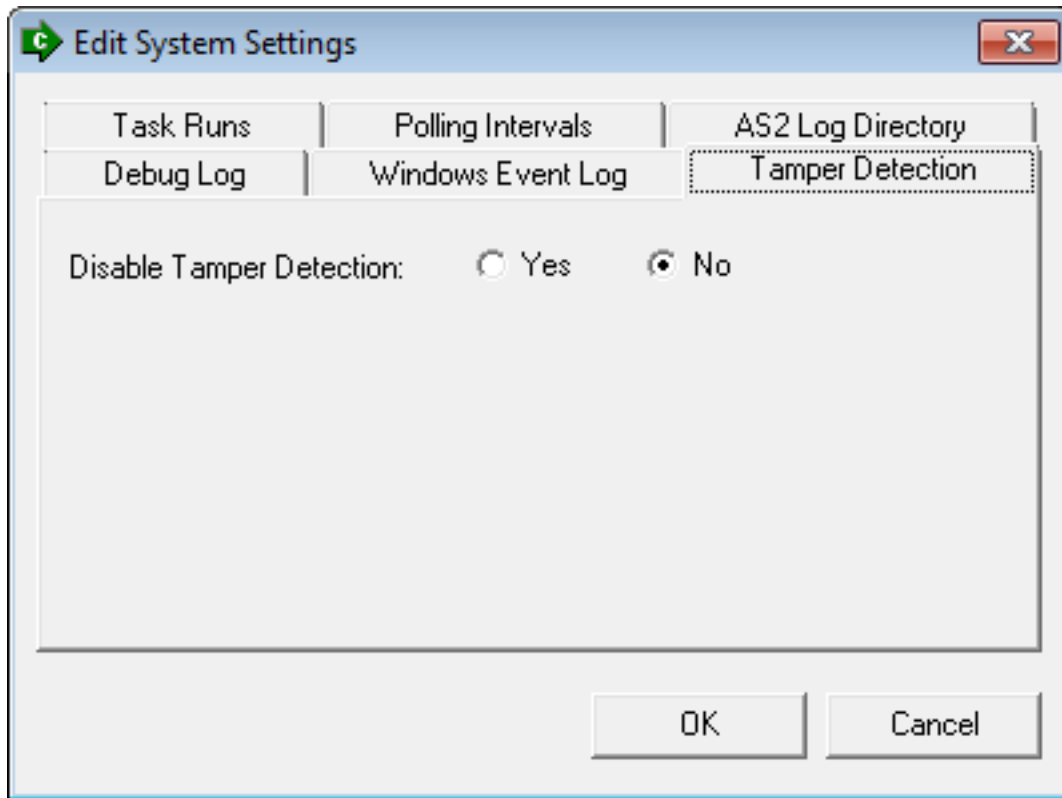 Edit System Settings
Task Runs Polling Intervals AS2 Log Directory
Debug Log Windows Event Log Tamper Detection
Disable Tamper Detection: Yes No
OK Cancel